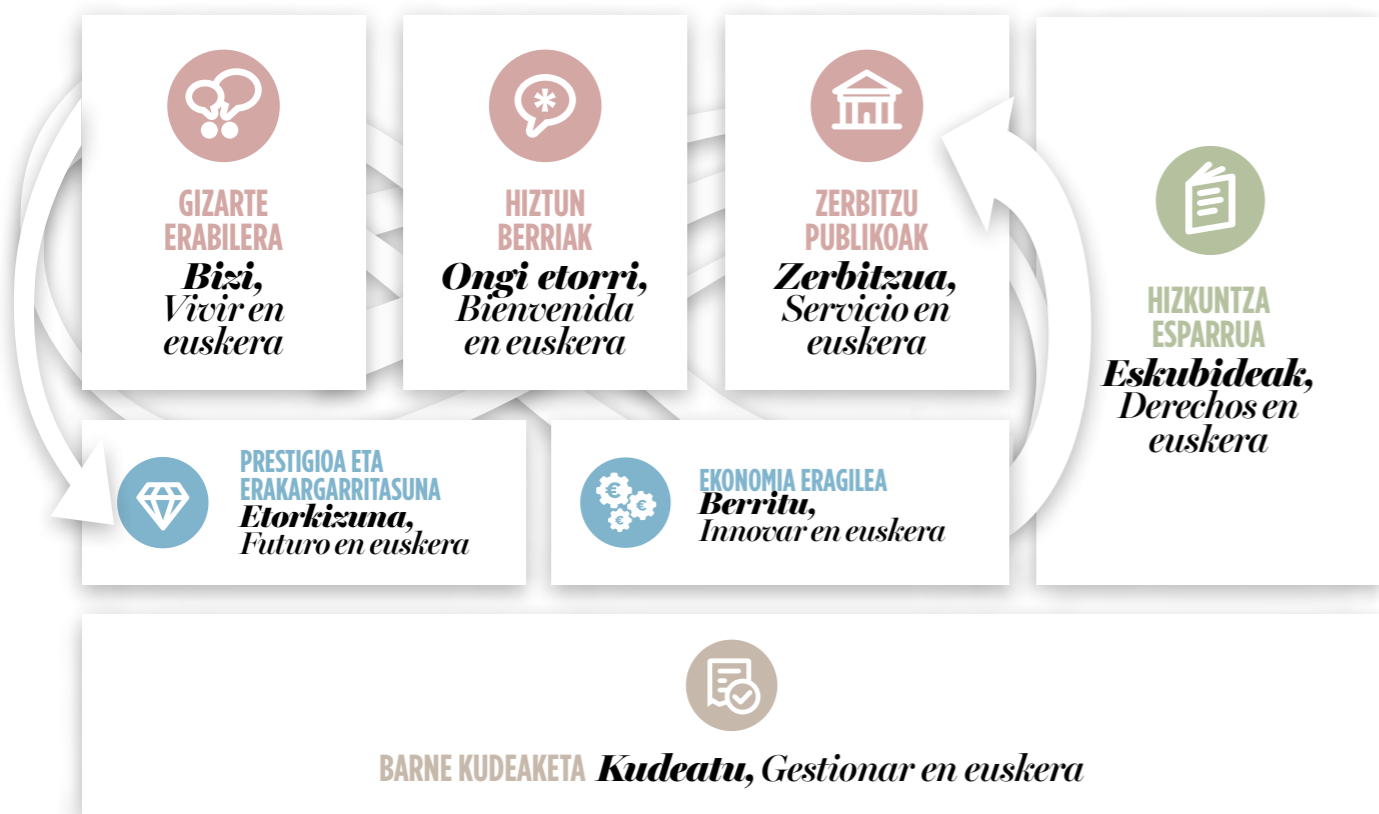 GIZARTE
ERABILERA
Bizi,
Vivir en
euskera
HIZTUN
BERRIAK
Ongi etorri,
Bienvenida
en euskera
ZERBITZU
PUBLIKOAK
Zerbitzua,
Servicio en
euskera
HIZKUNTZA
ESPARRUA
Eskubideak,
Derechos en
euskera
PRESTIGIOA ETA
ERAKARGARRITASUNA
Etorkizuna,
Futuro en euskera
EKONOMIA ERAGILEA
Berritu,
Innovar en euskera
BARNE KUDEAKETA Kudeatu, Gestionar en euskera